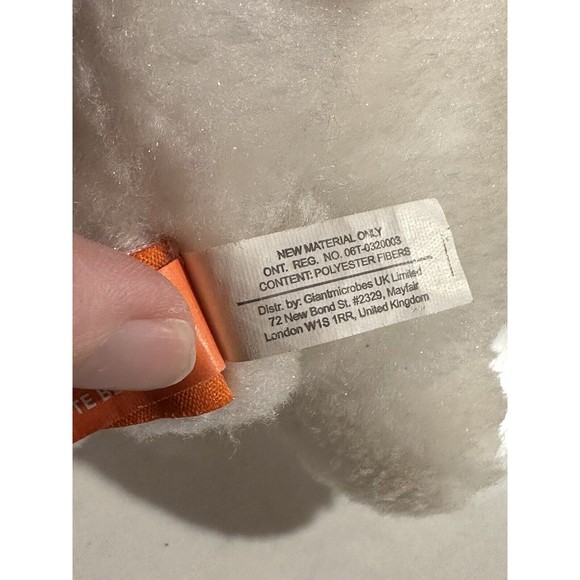 NEW MATERIAL ONLY
ONT. REG. NO. 06T-0320003
CONTENT: POLYESTER FIBERS
Distr. by: Giantmicrobes UK Limited
72 New Bond St. #2329, Mayfair
London W1S 1RR, United Kingdom
TE B